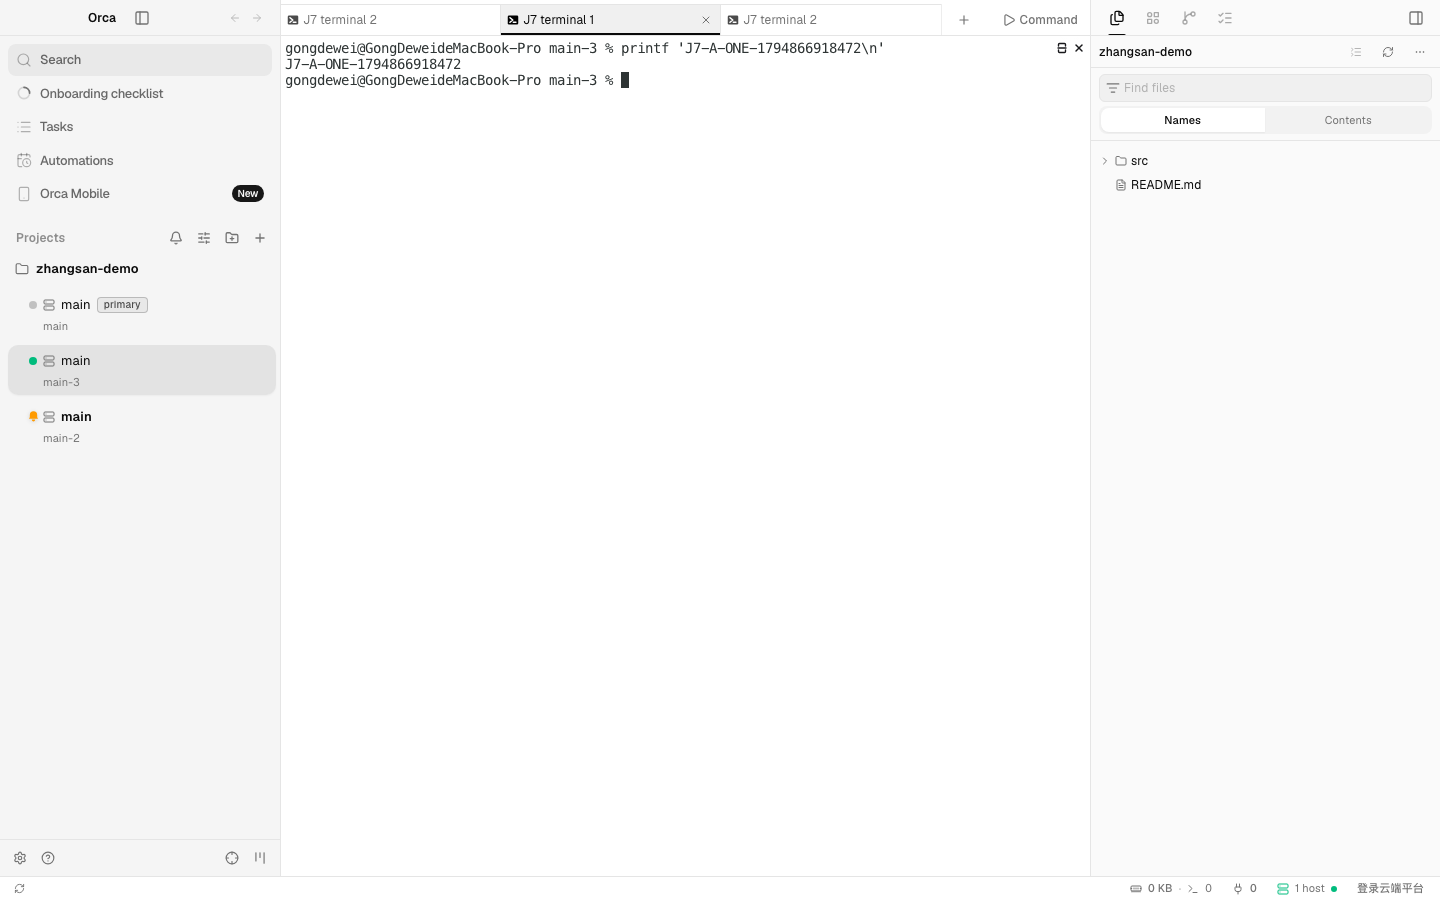 Orca
J7 terminal 2
J7 terminal 1
J7 terminal 2
Command
Search
Onboarding checklist
Tasks
Automations
Orca Mobile
New
Projects
zhangsan-demo
main primary
main
main
main-3
main
main-2
gongdewei@GongDeweideMacBook-Pro main-3 % printf 'J7-A-ONE-1794866918472\n'
J7-A-ONE-1794866918472
gongdewei@GongDeweideMacBook-Pro main-3 %
zhangsan-demo
Find files
Names
Contents
src
README.md
0 KB · 0
0
1 host
登录云端平台